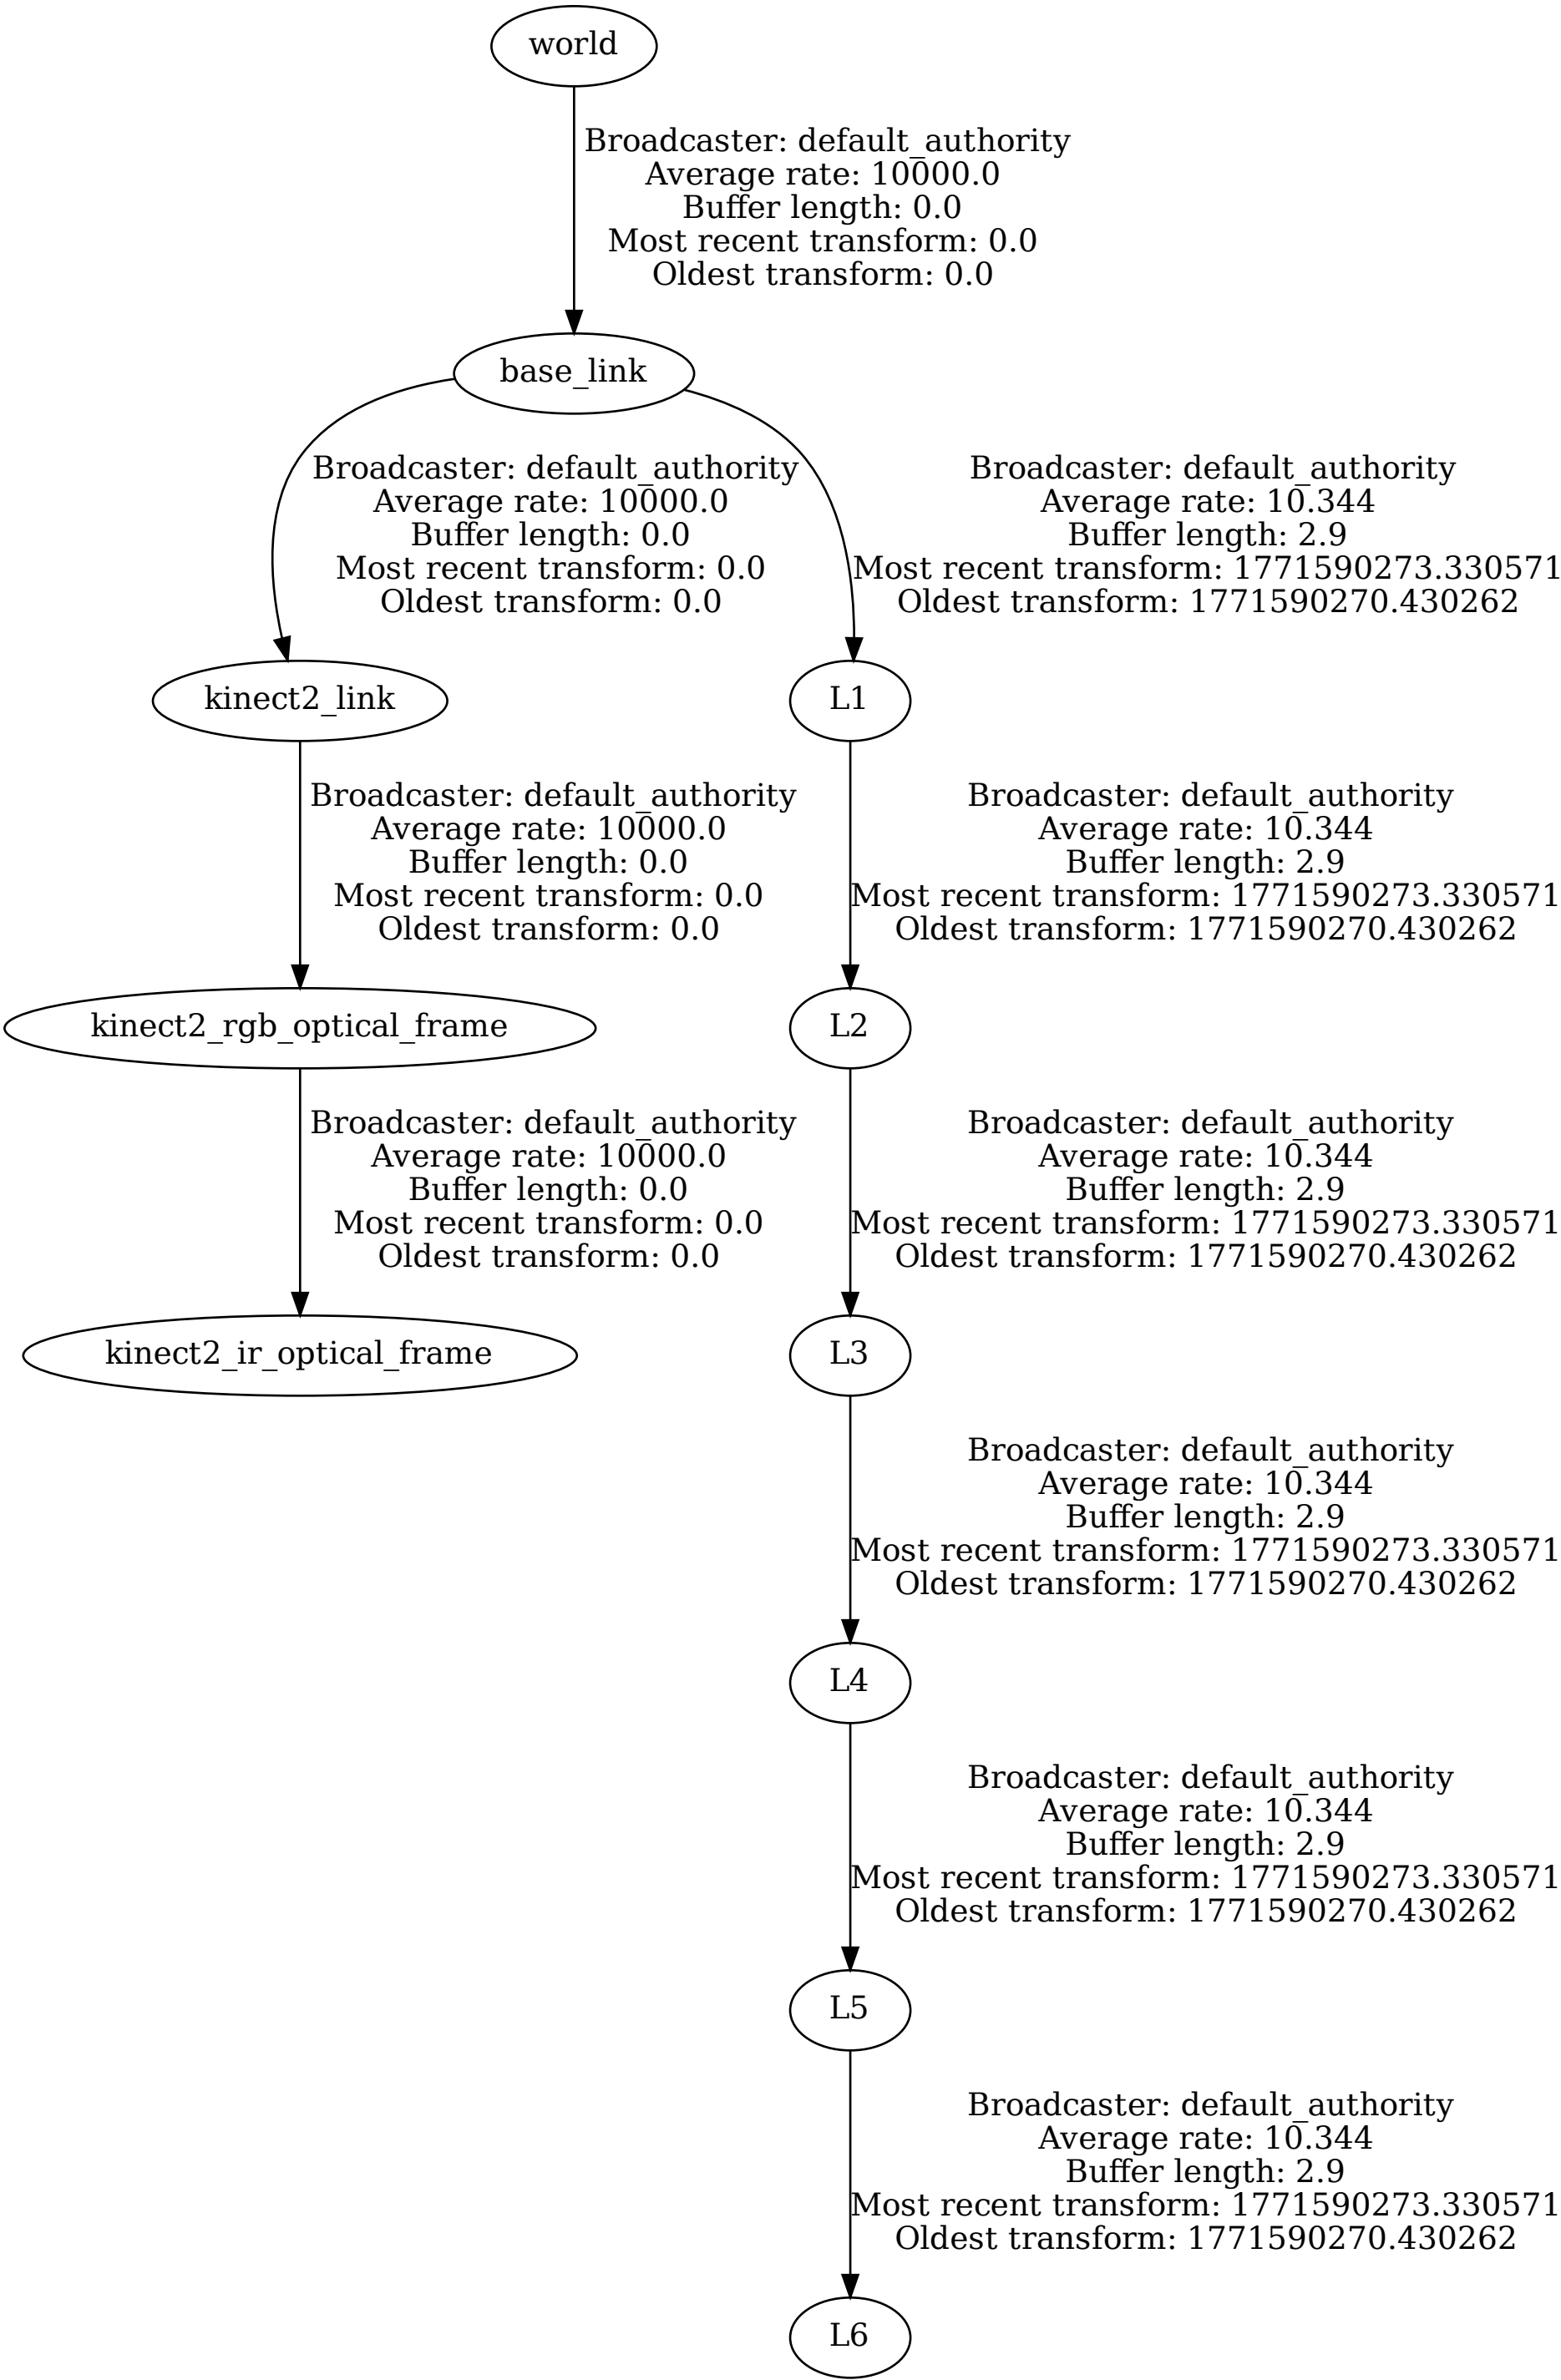 world
Broadcaster: default_authority
Average rate: 10000.0
Buffer length: 0.0
Most recent transform: 0.0
Oldest transform: 0.0
base_link
Broadcaster: default_authority
Average rate: 10000.0
Buffer length: 0.0
Most recent transform: 0.0
Oldest transform: 0.0
Broadcaster: default_authority
Average rate: 10.344
Buffer length: 2.9
Most recent transform: 1771590273.330571
Oldest transform: 1771590270.430262
kinect2_link
L1
Broadcaster: default_authority
Average rate: 10000.0
Buffer length: 0.0
Most recent transform: 0.0
Oldest transform: 0.0
Broadcaster: default_authority
Average rate: 10.344
Buffer length: 2.9
Most recent transform: 1771590273.330571
Oldest transform: 1771590270.430262
kinect2_rgb_optical_frame
L2
Broadcaster: default_authority
Average rate: 10000.0
Buffer length: 0.0
Most recent transform: 0.0
Oldest transform: 0.0
Broadcaster: default_authority
Average rate: 10.344
Buffer length: 2.9
Most recent transform: 1771590273.330571
Oldest transform: 1771590270.430262
kinect2_ir_optical_frame
L3
Broadcaster: default_authority
Average rate: 10.344
Buffer length: 2.9
Most recent transform: 1771590273.330571
Oldest transform: 1771590270.430262
L4
Broadcaster: default_authority
Average rate: 10.344
Buffer length: 2.9
Most recent transform: 1771590273.330571
Oldest transform: 1771590270.430262
L5
Broadcaster: default_authority
Average rate: 10.344
Buffer length: 2.9
Most recent transform: 1771590273.330571
Oldest transform: 1771590270.430262
L6